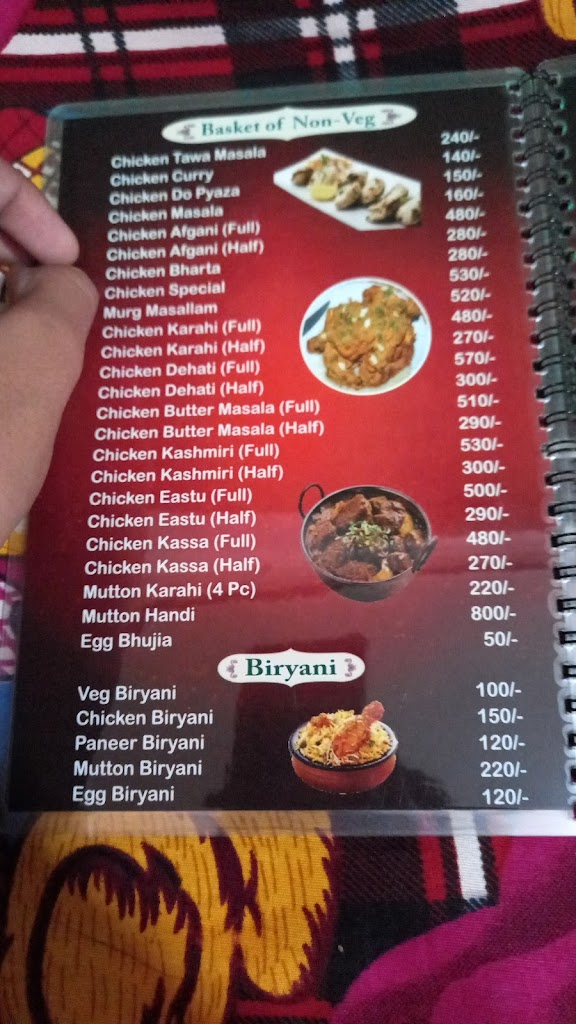 Basket of Non-Veg
Chicken Tawa Masala 240/-
Chicken Curry 140/-
Chicken Do Pyaza 150/-
Chicken Masala 160/-
Chicken Afgani (Full) 480/-
Chicken Afgani (Half) 280/-
Chicken Bharta 280/-
Chicken Special 530/-
Murg Masallam 520/-
Chicken Karahi (Full) 480/-
Chicken Karahi (Half) 270/-
Chicken Dehati (Full) 570/-
Chicken Dehati (Half) 300/-
Chicken Butter Masala (Full) 510/-
Chicken Butter Masala (Half) 290/-
Chicken Kashmiri (Full) 530/-
Chicken Kashmiri (Half) 300/-
Chicken Eastu (Full) 500/-
Chicken Eastu (Half) 290/-
Chicken Kassa (Full) 480/-
Chicken Kassa (Half) 270/-
Mutton Karahi (4 Pc) 220/-
Mutton Handi 800/-
Egg Bhujia 50/-
Biryani
Veg Biryani 100/-
Chicken Biryani 150/-
Paneer Biryani 120/-
Mutton Biryani 220/-
Egg Biryani 120/-